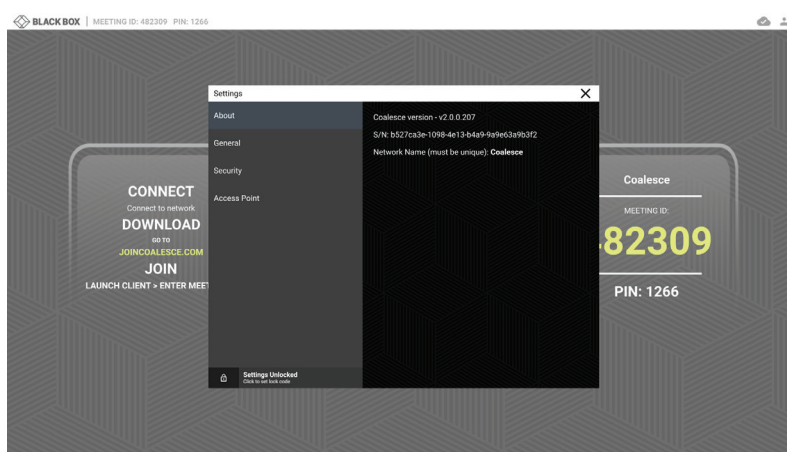 BLACK BOX | MEETING ID: 482309 PIN: 1266
Settings
About
General
Security
Access Point
Settings Unlocked
Click to set lock code
Coalesce version - v2.0.0.207
S/N: b527ca3e-1098-4e13-b4a9-9a9e63a9b3f2
Network Name (must be unique): Coalesce
CONNECT
Connect to network
DOWNLOAD
GO TO
JOINCOALESCE.COM
JOIN
LAUNCH CLIENT > ENTER MEET
Coalesce
MEETING ID:
482309
PIN: 1266